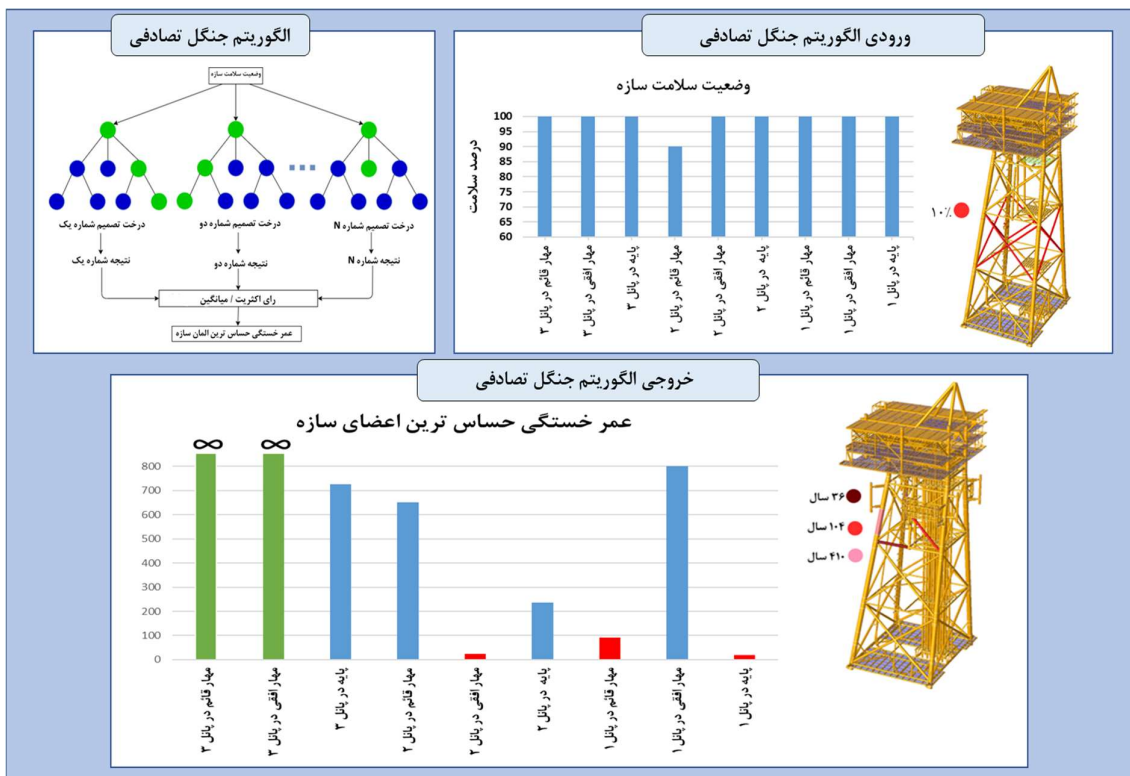 الگوریتم جنگل تصادفی
وضعیت سلامت سازه
درخت تصمیم شماره یک
درخت تصمیم شماره دو
درخت تصمیم شماره N
نتیجه شماره یک
نتیجه شماره دو
نتیجه شماره N
رای اکثریت / میانگین
عمر خستگی حساس ترین المان سازه
ورودی الگوریتم جنگل تصادفی
وضعیت سلامت سازه
درصد سلامت
100
95
90
85
80
75
70
65
60
مهار قائم در پانل ۳
مهار افقی در پانل ۳
پایه در پانل ۳
مهار قائم در پانل ۲
مهار افقی در پانل ۲
پایه در پانل ۲
مهار قائم در پانل ۱
مهار افقی در پانل ۱
پایه در پانل ۱
۱۰٪
خروجی الگوریتم جنگل تصادفی
عمر خستگی حساس ترین اعضای سازه
∞
∞
800
700
600
500
400
300
200
100
0
مهار قائم در پانل ۳
مهار افقی در پانل ۳
پایه در پانل ۳
مهار قائم در پانل ۲
مهار افقی در پانل ۲
پایه در پانل ۲
مهار قائم در پانل ۱
مهار افقی در پانل ۱
پایه در پانل ۱
۳۶ سال
۱۰۴ سال
۴۱۰ سال